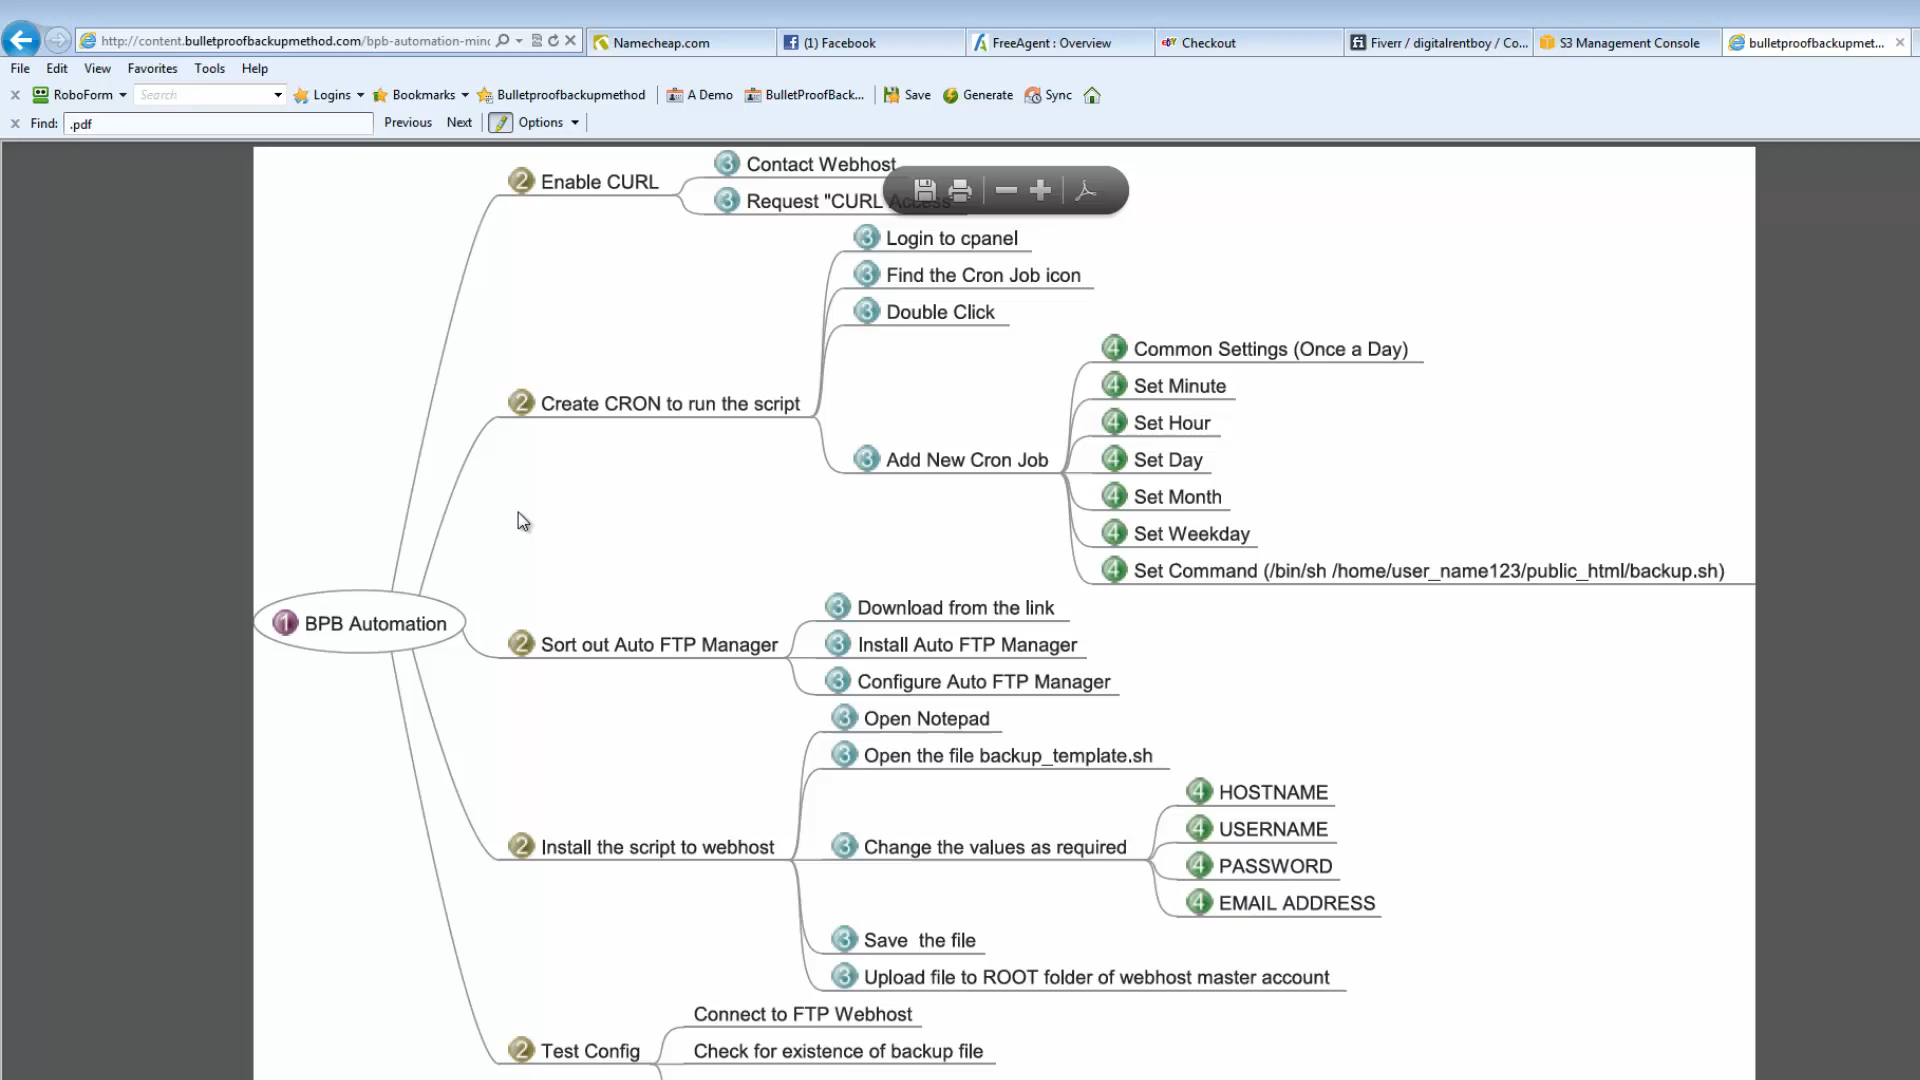 http://content.bulletproofbackupmethod.com/bpb-automation-mind
Namecheap.com
(1) Facebook
FreeAgent : Overview
Checkout
Fiverr / digitalrentboy / Co...
S3 Management Console
bulletproofbackupmet...
File Edit View Favorites Tools Help
x RoboForm Search Logins Bookmarks Bulletproofbackupmethod A Demo BulletProofBack... Save Generate Sync
x Find: .pdf Previous Next Options
3 Contact Webhost
2 Enable CURL
3 Request "CURL Access"
3 Login to cpanel
3 Find the Cron Job icon
3 Double Click
4 Common Settings (Once a Day)
4 Set Minute
2 Create CRON to run the script
4 Set Hour
3 Add New Cron Job
4 Set Day
4 Set Month
4 Set Weekday
4 Set Command (/bin/sh /home/user_name123/public_html/backup.sh)
3 Download from the link
1 BPB Automation
2 Sort out Auto FTP Manager
3 Install Auto FTP Manager
3 Configure Auto FTP Manager
3 Open Notepad
3 Open the file backup_template.sh
4 HOSTNAME
4 USERNAME
2 Install the script to webhost
3 Change the values as required
4 PASSWORD
4 EMAIL ADDRESS
3 Save  the file
3 Upload file to ROOT folder of webhost master account
Connect to FTP Webhost
2 Test Config
Check for existence of backup file